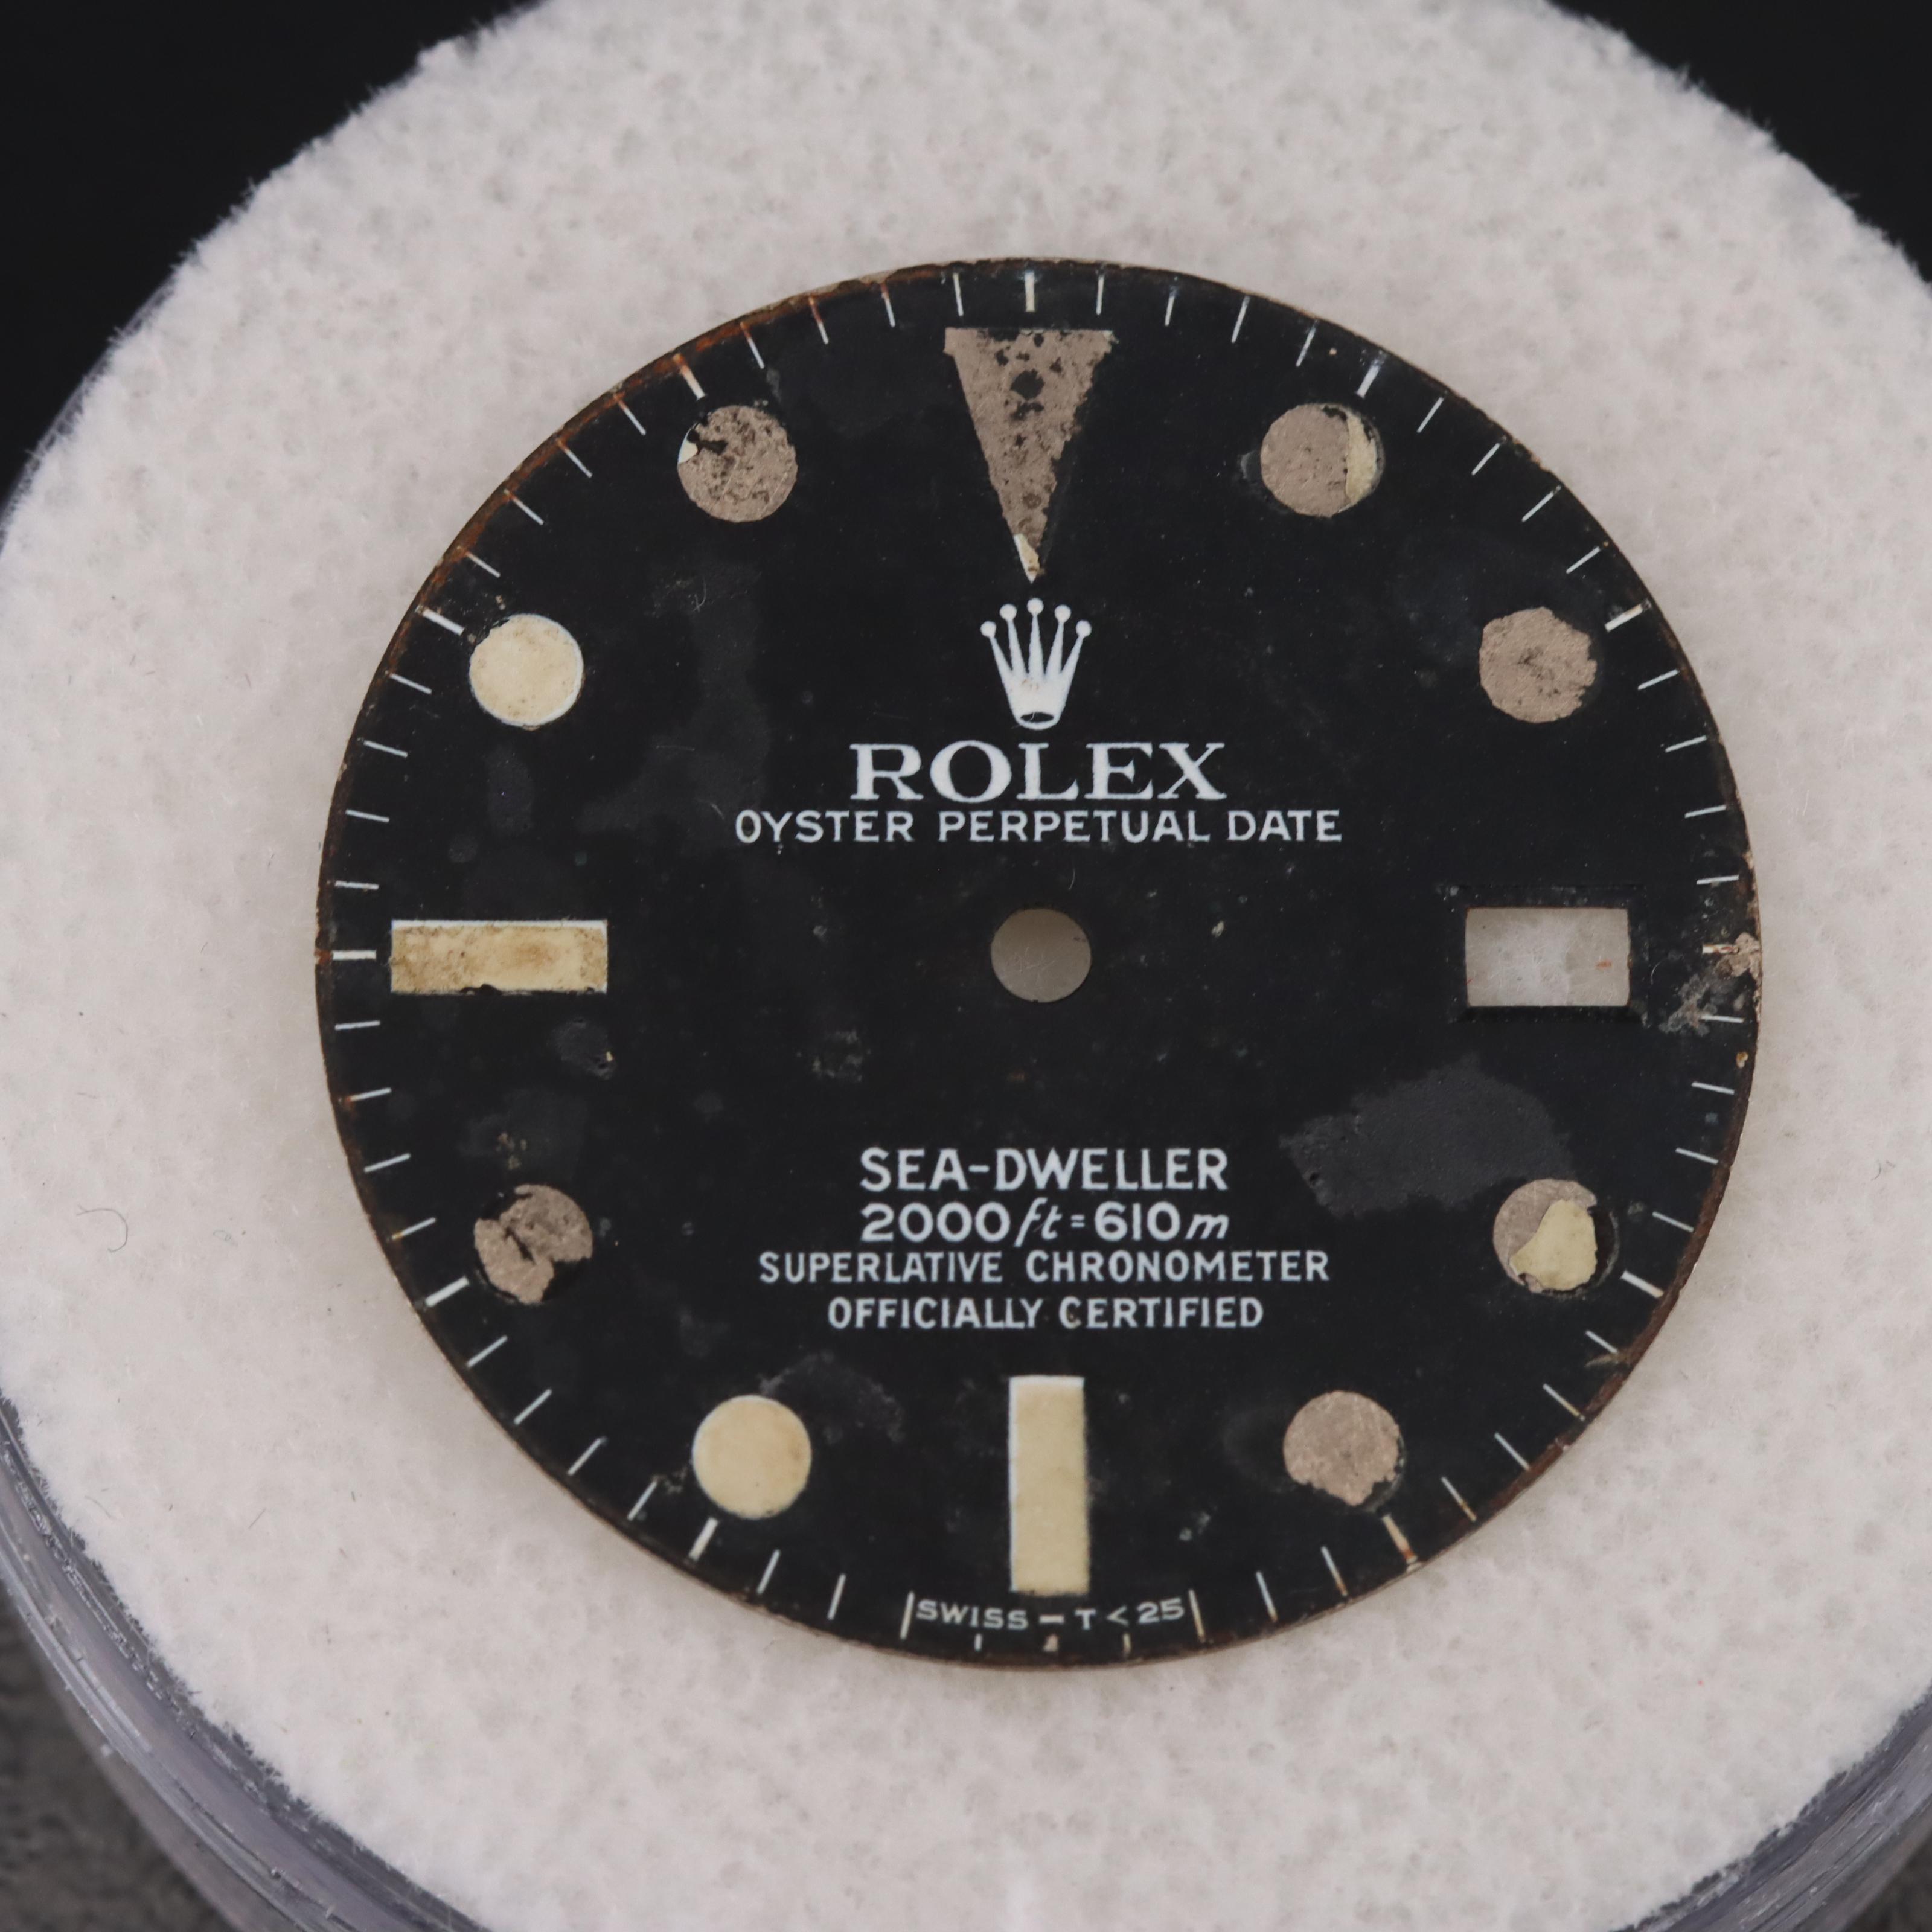 ROLEX
OYSTER PERPETUAL DATE
SEA-DWELLER
2000ft=610m
SUPERLATIVE CHRONOMETER
OFFICIALLY CERTIFIED
SWISS – T < 25